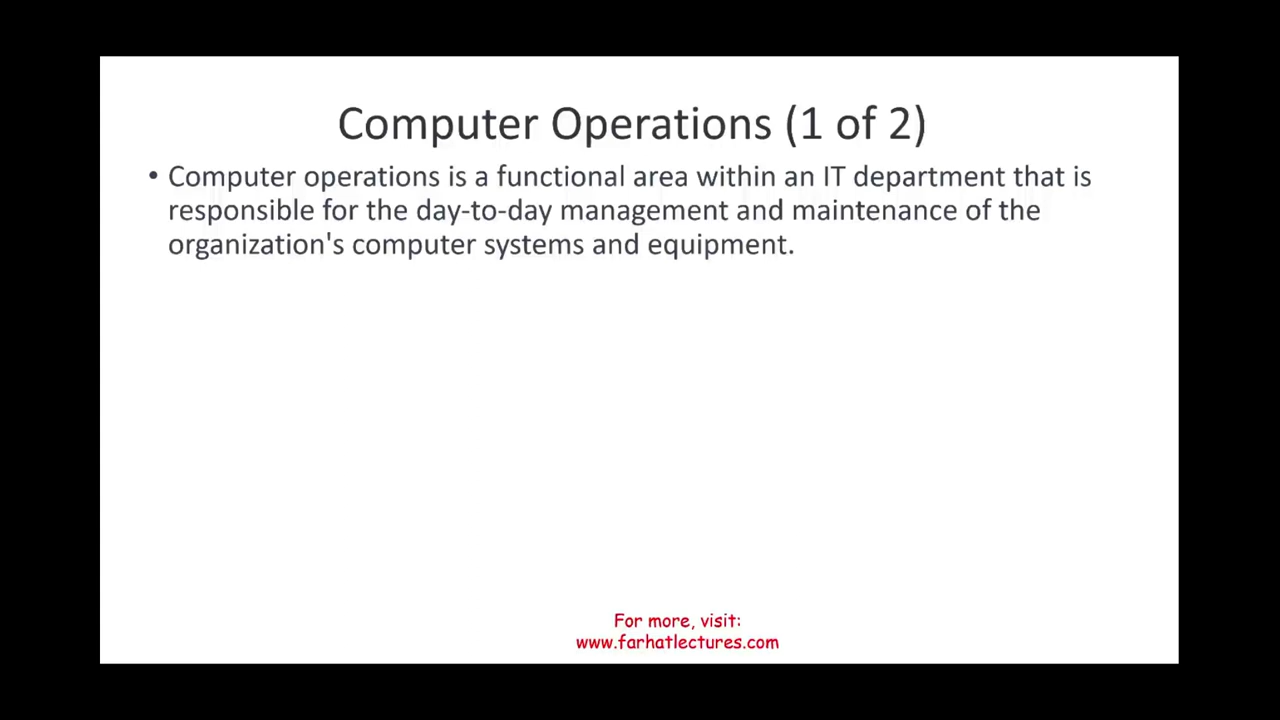 Computer Operations (1 of 2)
• Computer operations is a functional area within an IT department that is
responsible for the day-to-day management and maintenance of the
organization's computer systems and equipment.
For more, visit:
www.farhatlectures.com